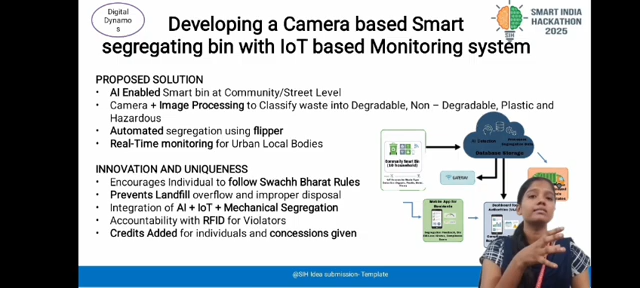 Digital
Dynamo
s
Developing a Camera based Smart
segregating bin with IoT based Monitoring system
SMART INDIA
HACKATHON
2025
PROPOSED SOLUTION
• AI Enabled Smart bin at Community/Street Level
• Camera + Image Processing to Classify waste into Degradable, Non – Degradable, Plastic and
Hazardous
• Automated segregation using flipper
• Real-Time monitoring for Urban Local Bodies
INNOVATION AND UNIQUENESS
• Encourages Individual to follow Swachh Bharat Rules
• Prevents Landfill overflow and improper disposal
• Integration of AI + IoT + Mechanical Segregation
• Accountability with RFID for Violators
• Credits Added for individuals and concessions given
Database Storage
Community Smart Bin
Mobile App for
@SIH Idea submission- Template